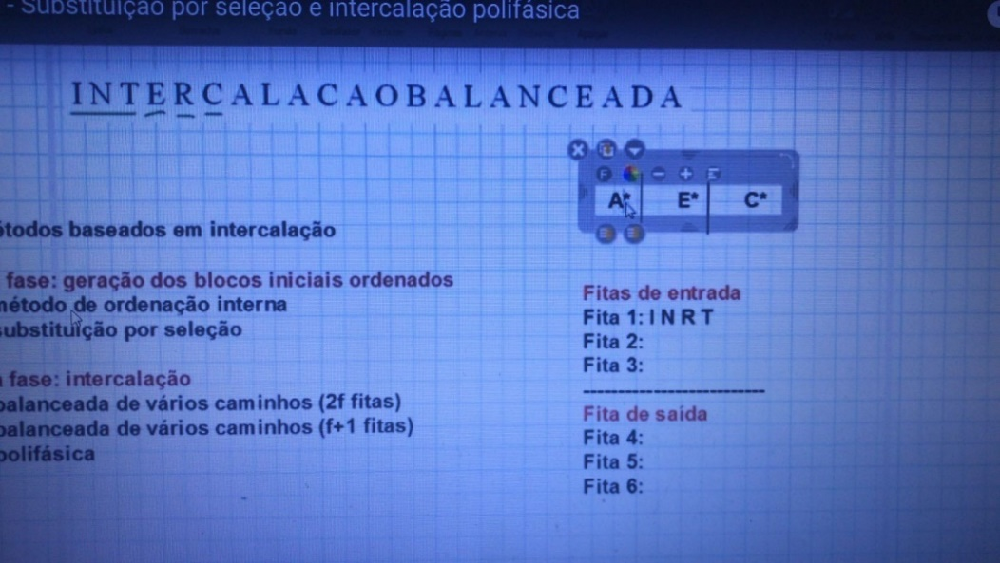 - Substituição por seleção e intercalação polifásica
I N T E R C A L A C A O B A L A N C E A D A
A* E* C*
étodos baseados em intercalação
fase: geração dos blocos iniciais ordenados
método de ordenação interna
substituição por seleção
fase: intercalação
balanceada de vários caminhos (2f fitas)
balanceada de vários caminhos (f+1 fitas)
polifásica
Fitas de entrada
Fita 1: I N R T
Fita 2:
Fita 3:
--------------------------
Fita de saída
Fita 4:
Fita 5:
Fita 6: